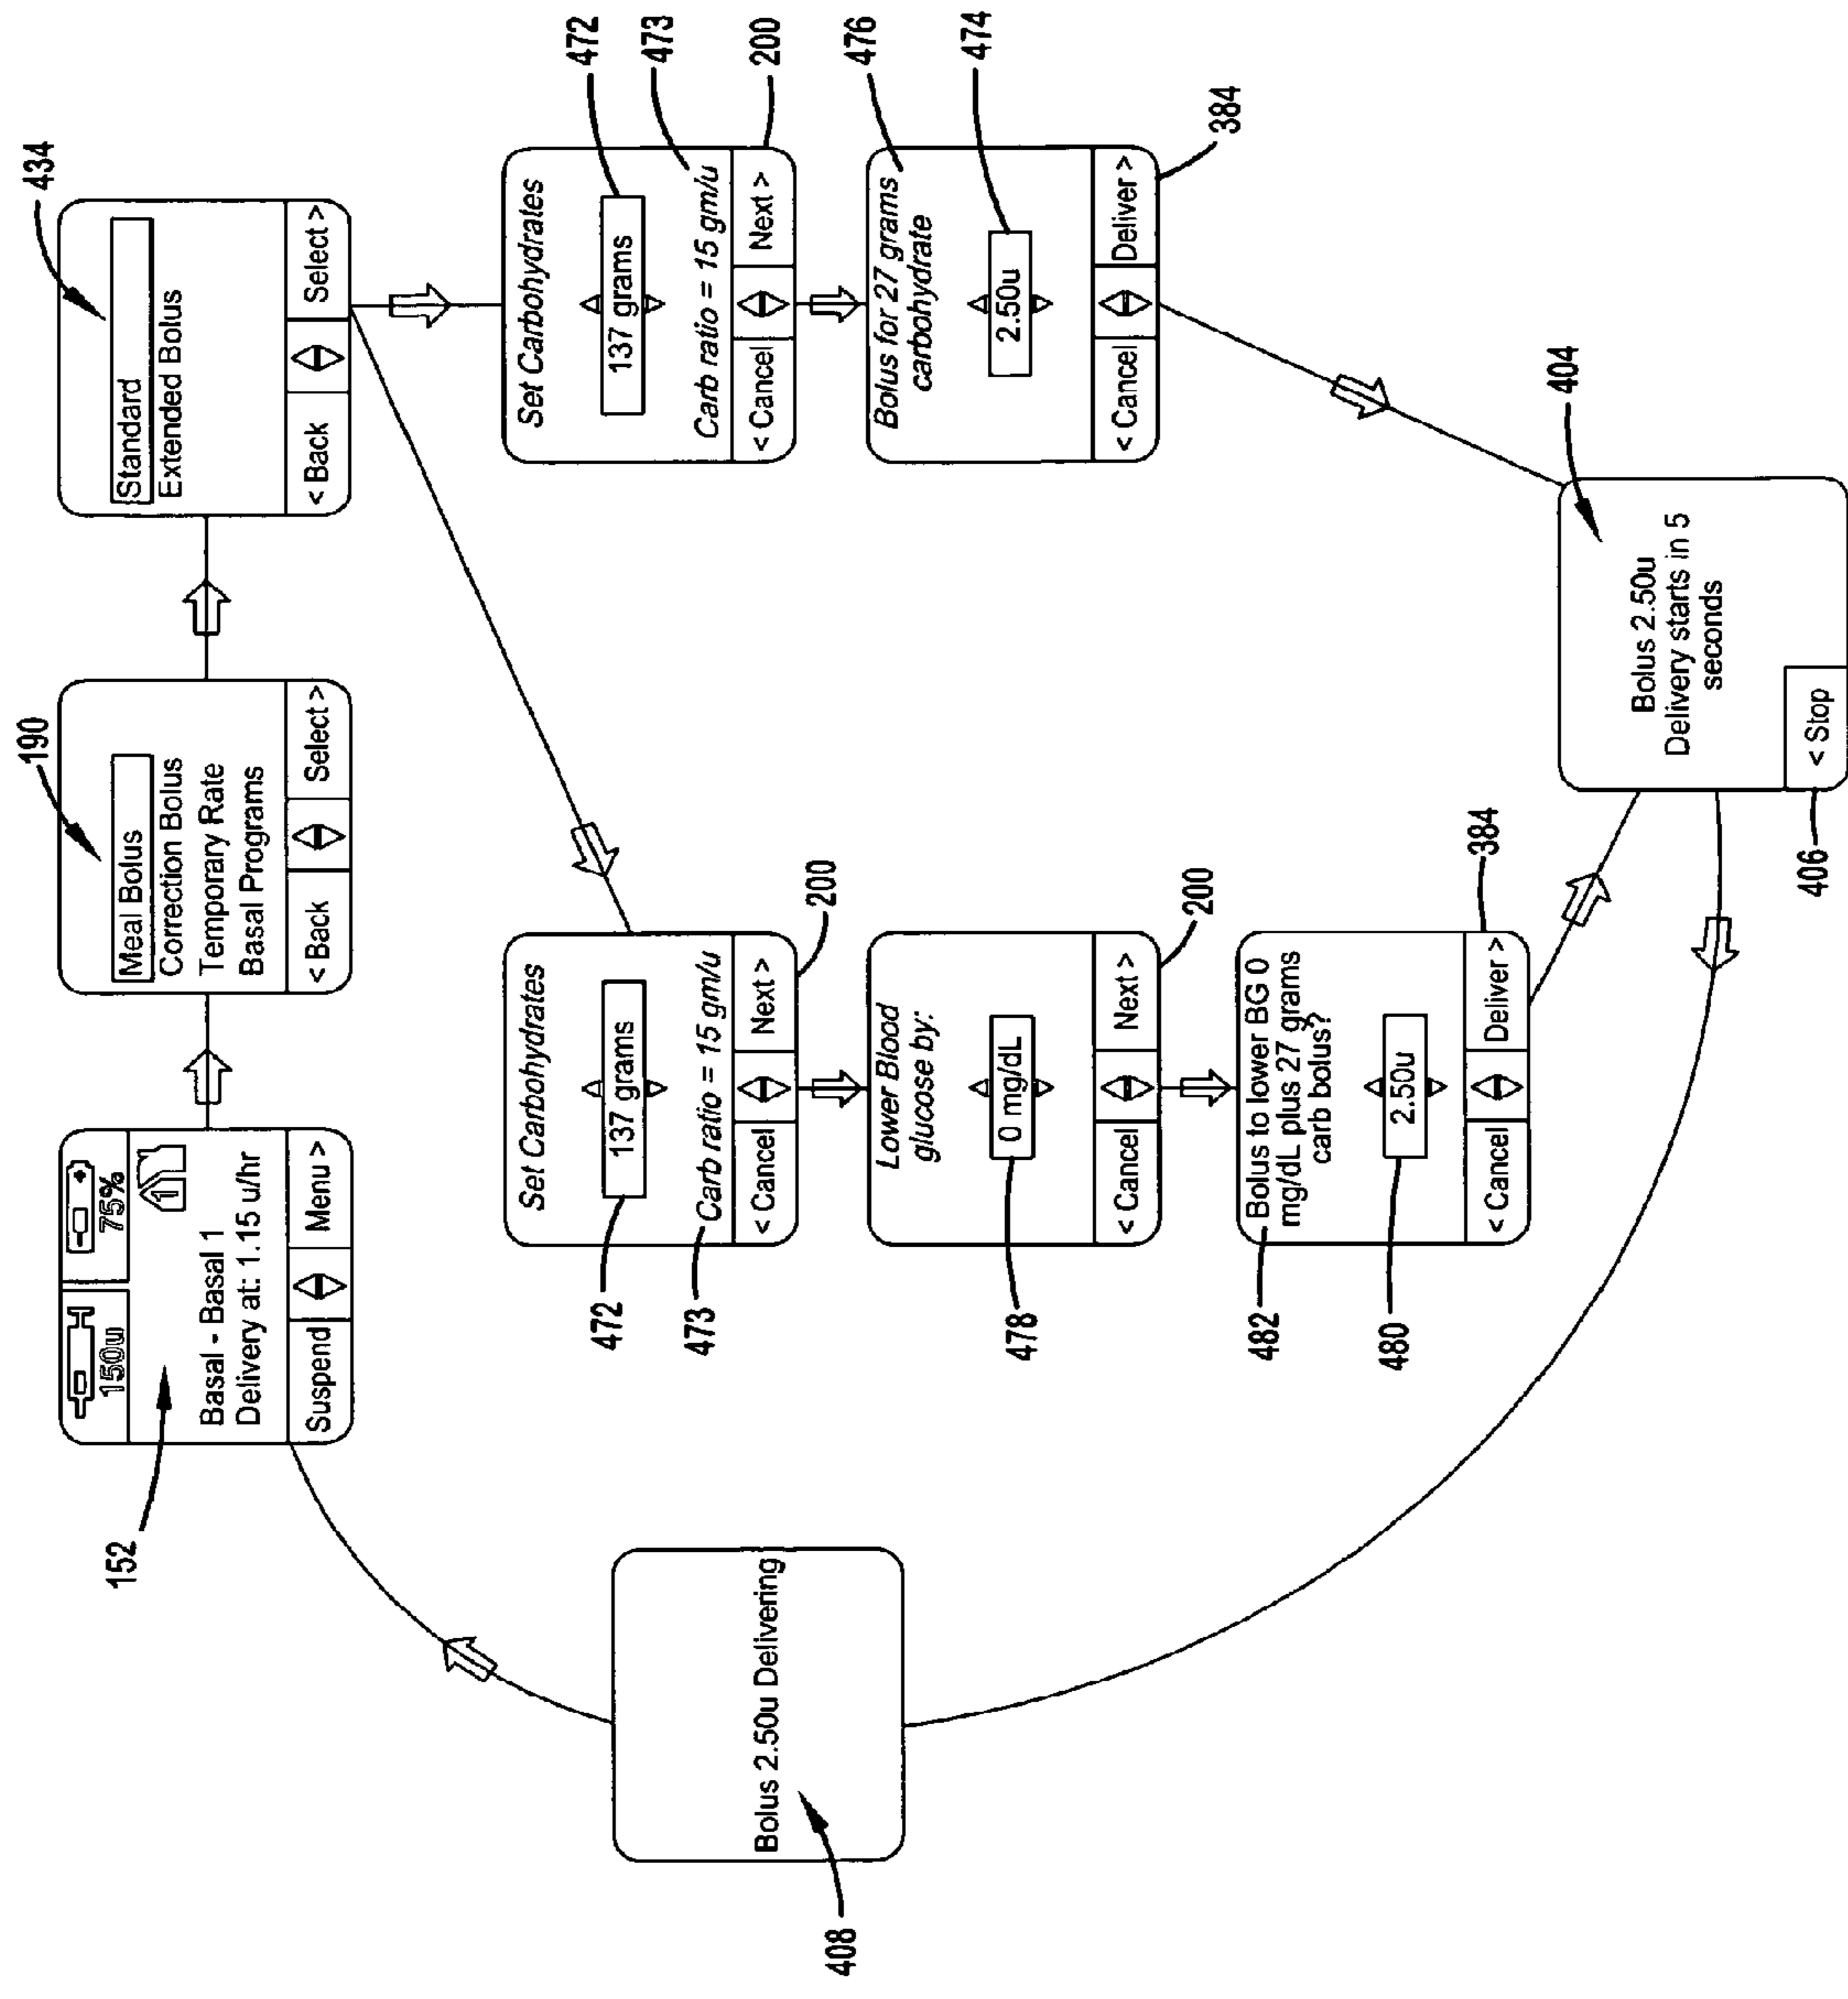 152
150u
75%
1
Basal - Basal 1
Delivery at: 1.15 u/hr
Suspend
Menu >
190
Meal Bolus
Correction Bolus
Temporary Rate
Basal Programs
< Back
Select >
434
Standard
Extended Bolus
< Back
Select >
Set Carbohydrates
137 grams
472
473
Carb ratio = 15 gm/u
< Cancel
Next >
200
Lower Blood
glucose by:
0 mg/dL
478
< Cancel
Next >
200
482
Bolus to lower BG 0
mg/dL plus 27 grams
carb bolus?
2.50u
480
< Cancel
Deliver >
384
Set Carbohydrates
137 grams
472
Carb ratio = 15 gm/u
473
< Cancel
Next >
200
Bolus for 27 grams
carbohydrate
476
2.50u
474
< Cancel
Deliver >
384
404
Bolus 2.50u
Delivery starts in 5
seconds
< Stop
406
Bolus 2.50u Delivering
408